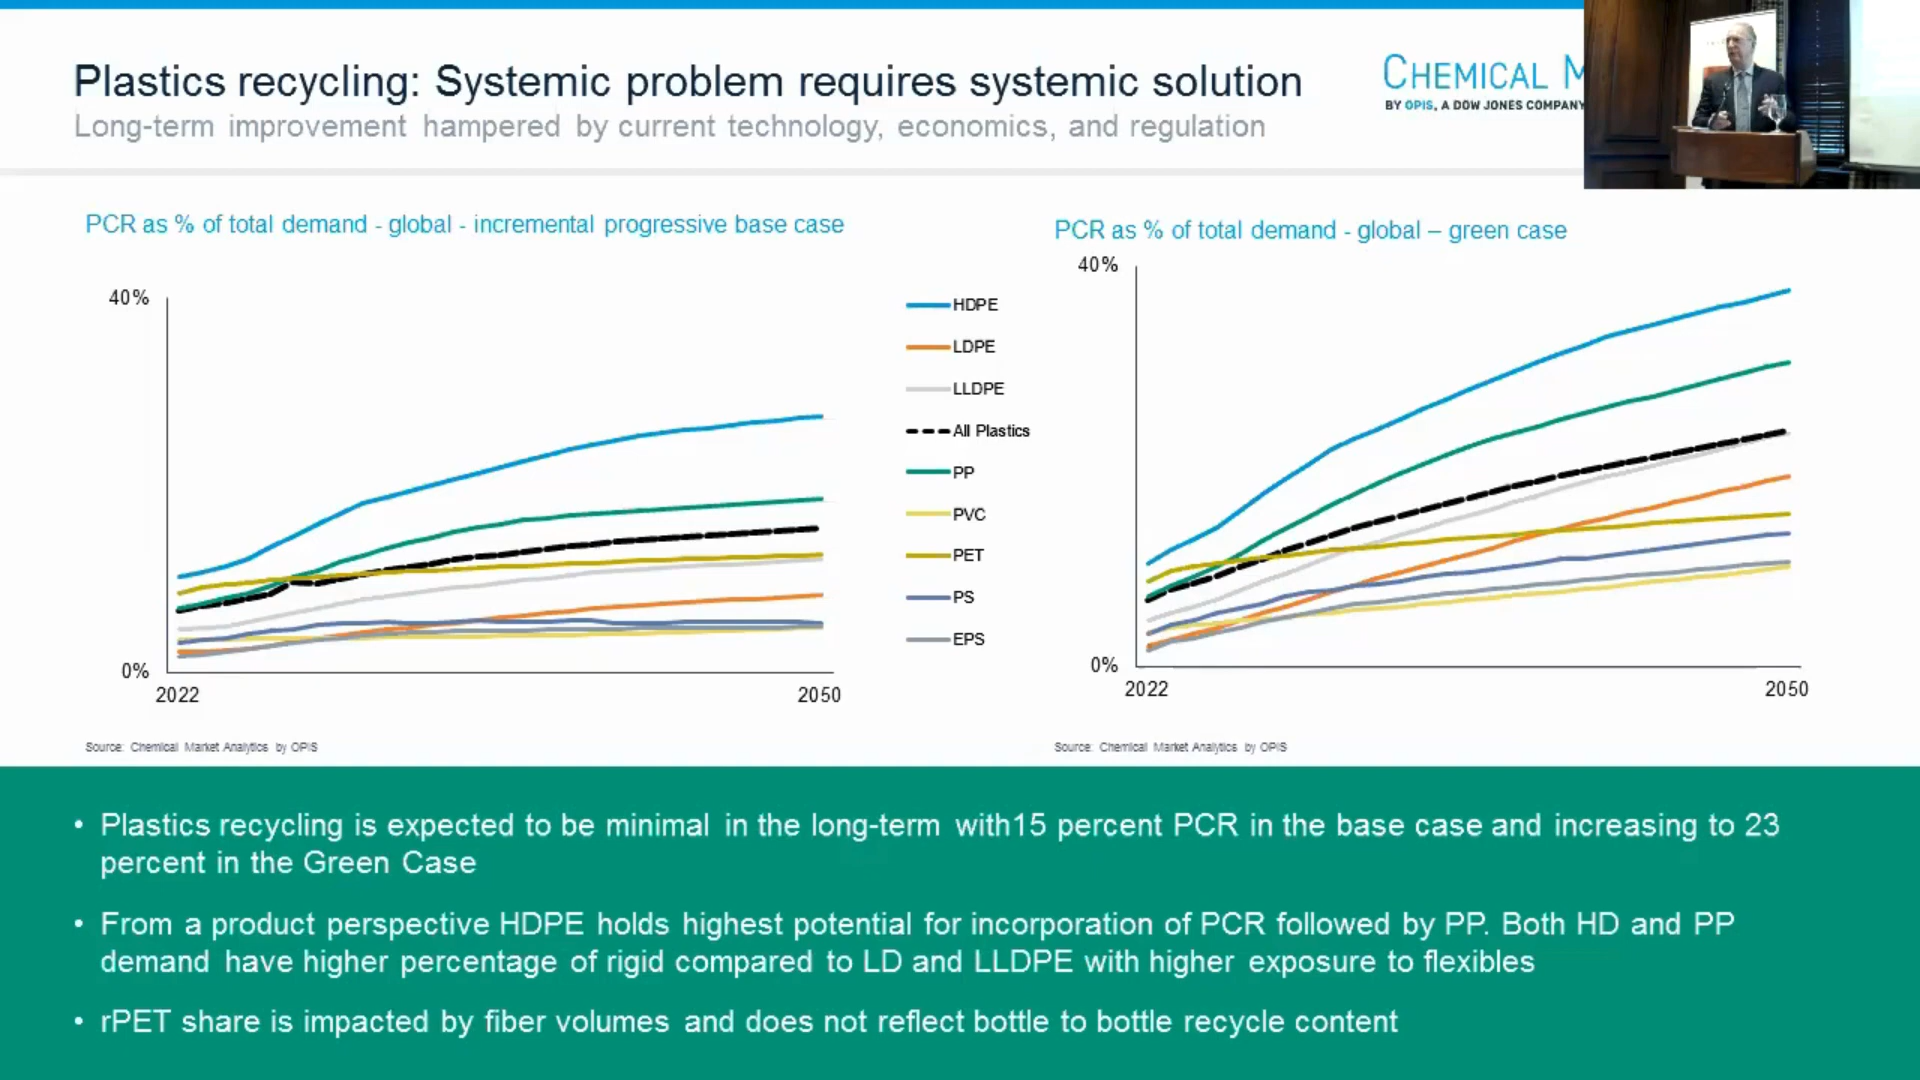 Plastics recycling: Systemic problem requires systemic solution
Long-term improvement hampered by current technology, economics, and regulation
CHEMICAL M
BY OPIS, A DOW JONES COMPANY
PCR as % of total demand - global - incremental progressive base case
40%
0%
2022
2050
Source: Chemical Market Analytics by OPIS
HDPE
LDPE
LLDPE
All Plastics
PP
PVC
PET
PS
EPS
PCR as % of total demand - global – green case
40%
0%
2022
2050
Source: Chemical Market Analytics by OPIS
• Plastics recycling is expected to be minimal in the long-term with15 percent PCR in the base case and increasing to 23
percent in the Green Case
• From a product perspective HDPE holds highest potential for incorporation of PCR followed by PP. Both HD and PP
demand have higher percentage of rigid compared to LD and LLDPE with higher exposure to flexibles
• rPET share is impacted by fiber volumes and does not reflect bottle to bottle recycle content